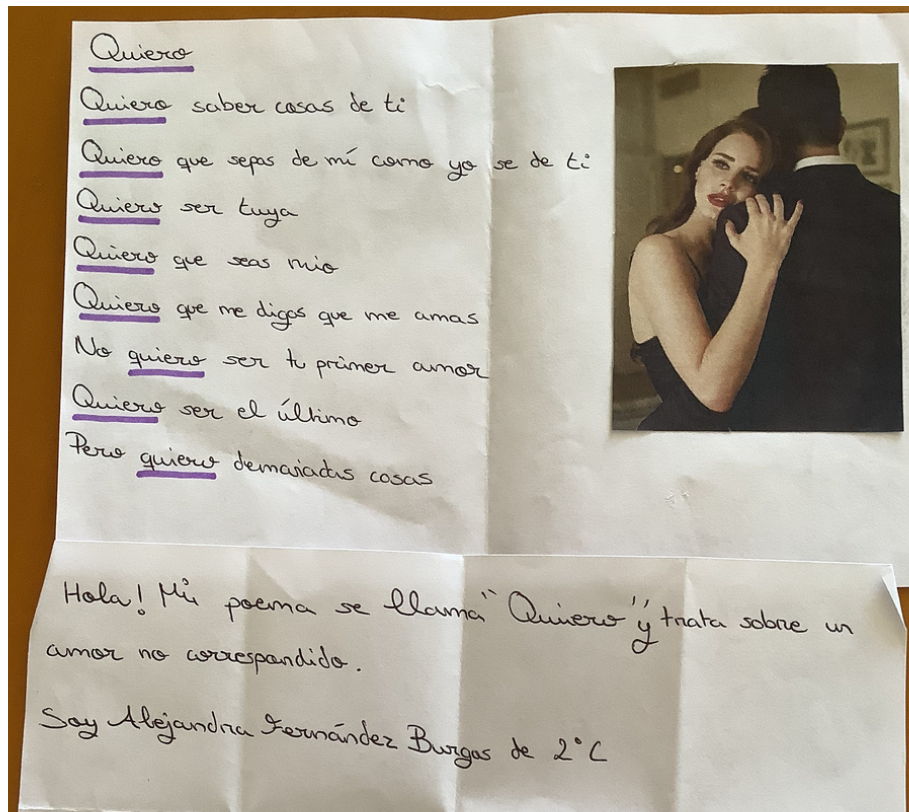 Quiero
Quiero saber cosas de ti
Quiero que sepas de mí como yo se de ti
Quiero ser tuya
Quiero que seas mio
Quiero que me digas que me amas
No quiero ser tu primer amor
Quiero ser el último
Pero quiero demasiadas cosas
Hola! Mi poema se llama "Quiero" y trata sobre un
amor no correspondido.
Soy Alejandra Fernández Burgos de 2°C